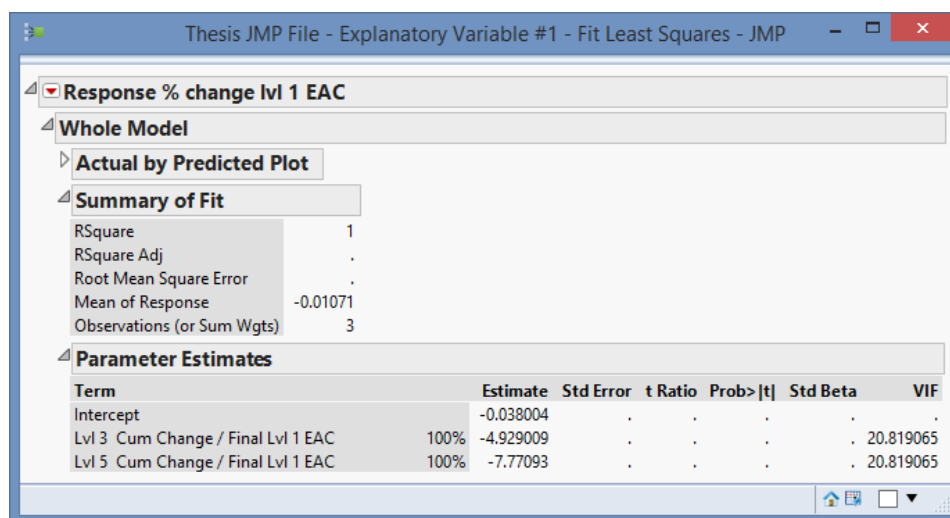 Thesis JMP File - Explanatory Variable #1 - Fit Least Squares - JMP
Response % change lvl 1 EAC
Whole Model
Actual by Predicted Plot
Summary of Fit
RSquare 1
RSquare Adj .
Root Mean Square Error .
Mean of Response -0.01071
Observations (or Sum Wgts) 3
Parameter Estimates
Term Estimate Std Error t Ratio Prob>|t| Std Beta VIF
Intercept -0.038004 . . . . .
Lvl 3 Cum Change / Final Lvl 1 EAC 100% -4.929009 . . . . 20.819065
Lvl 5 Cum Change / Final Lvl 1 EAC 100% -7.77093 . . . . 20.819065